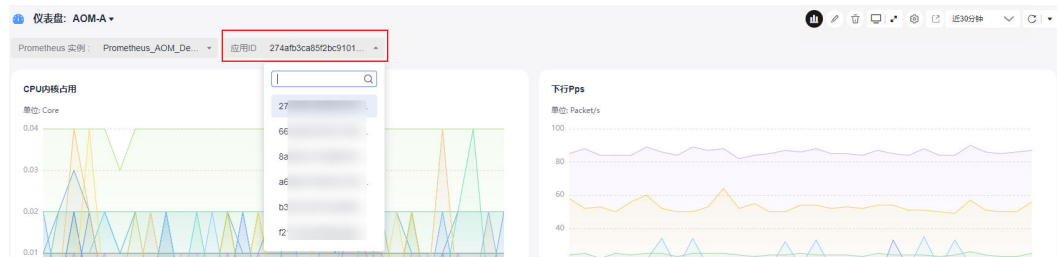 仪表盘: AOM-A
近30分钟
Prometheus 实例 : Prometheus_AOM_De...
应用ID 274afb3ca85f2bc9101...
CPU内核占用
单位: Core
0.04
0.03
0.02
0.01
27
66
8a
a6
b3
f2
下行Pps
单位: Packet/s
100
80
60
40